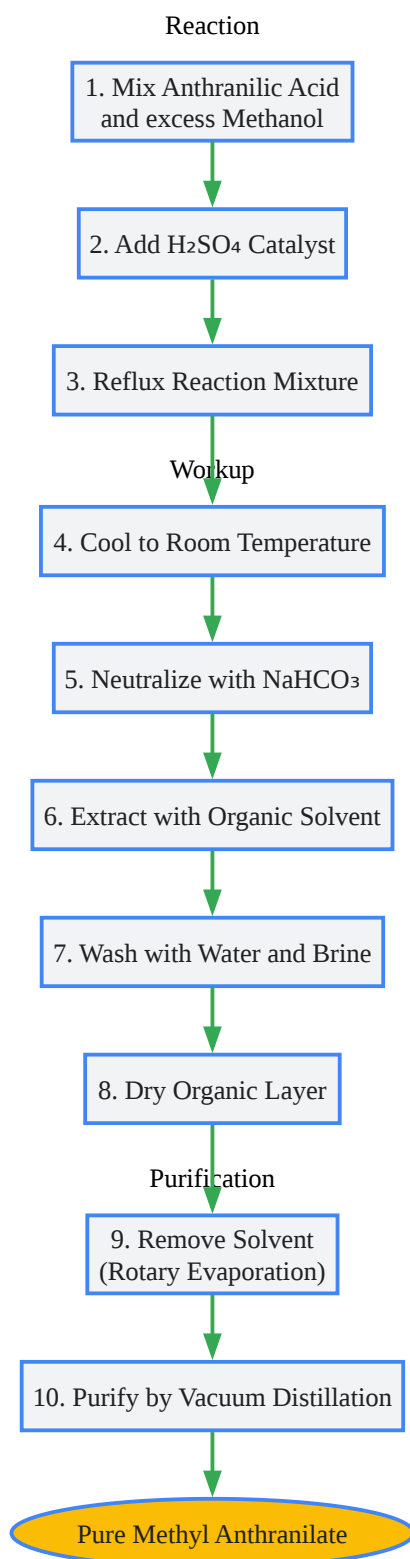 Reaction
1. Mix Anthranilic Acid
and excess Methanol
2. Add H₂SO₄ Catalyst
3. Reflux Reaction Mixture
Workup
4. Cool to Room Temperature
5. Neutralize with NaHCO₃
6. Extract with Organic Solvent
7. Wash with Water and Brine
8. Dry Organic Layer
Purification
9. Remove Solvent
(Rotary Evaporation)
10. Purify by Vacuum Distillation
Pure Methyl Anthranilate